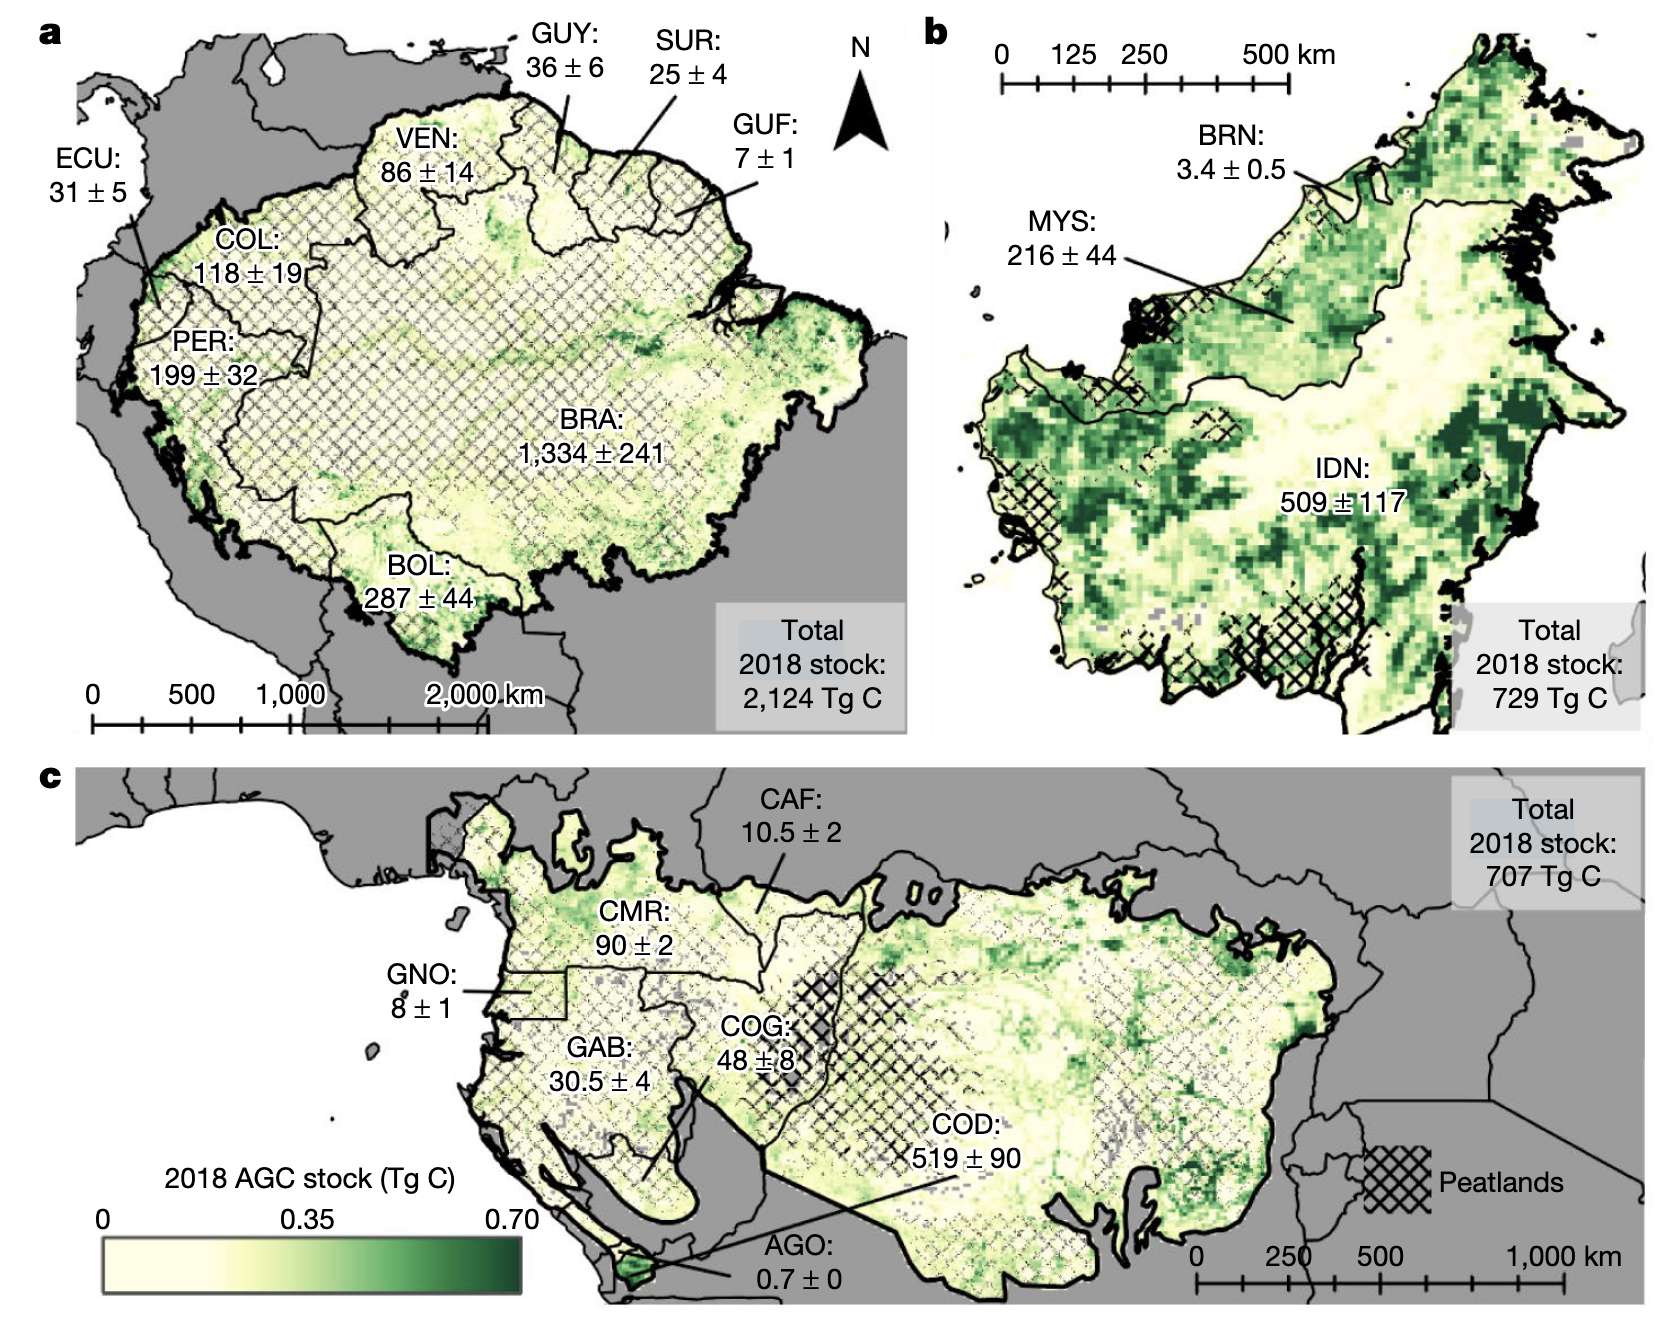 a
GUY:
36 ± 6
SUR:
25 ± 4
N
GUF:
7 ± 1
VEN:
86 ± 14
ECU:
31 ± 5
COL:
118 ± 19
PER:
199 ± 32
BRA:
1,334 ± 241
BOL:
287 ± 44
Total
2018 stock:
2,124 Tg C
0 500 1,000 2,000 km
b
0 125 250 500 km
BRN:
3.4 ± 0.5
MYS:
216 ± 44
IDN:
509 ± 117
Total
2018 stock:
729 Tg C
c
CAF:
10.5 ± 2
Total
2018 stock:
707 Tg C
CMR:
90 ± 2
GNO:
8 ± 1
COG:
48 ± 8
GAB:
30.5 ± 4
COD:
519 ± 90
AGO:
0.7 ± 0
2018 AGC stock (Tg C)
0 0.35 0.70
Peatlands
0 250 500 1,000 km